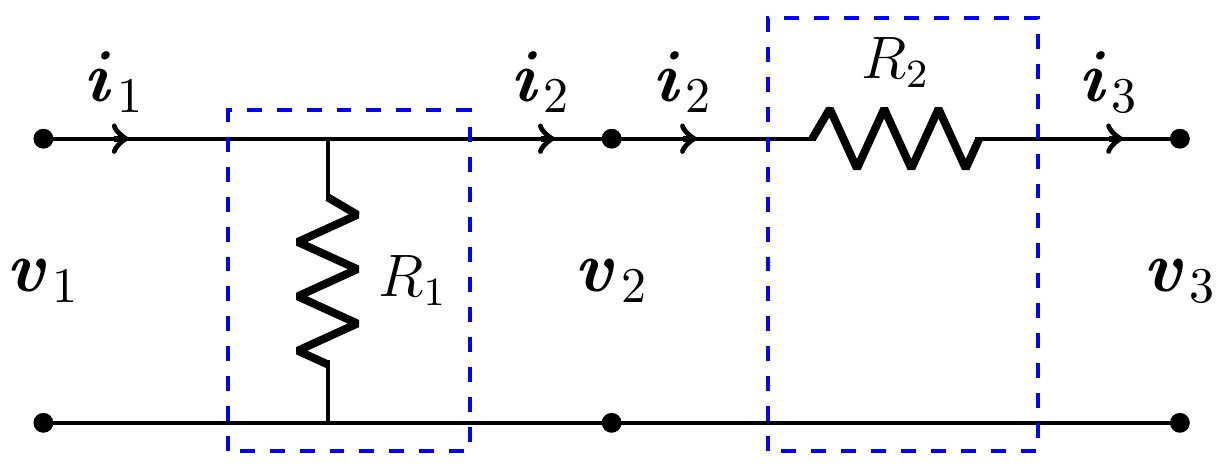 R₂
i₁
i₂
i₂
i₃
v₁
R₁
v₂
v₃